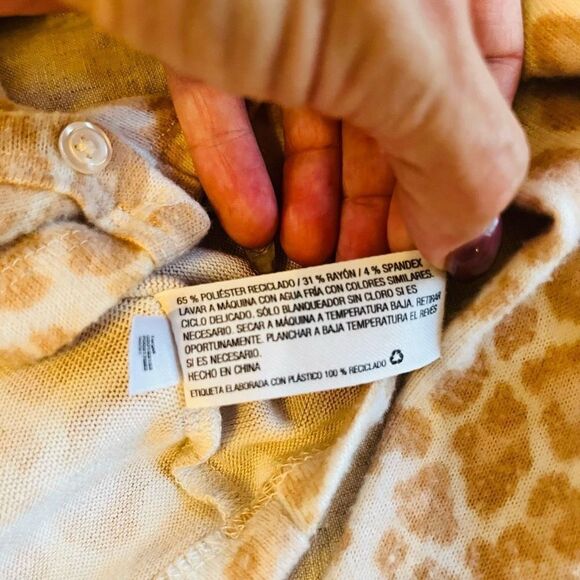 65 % POLIÉSTER RECICLADO / 31 % RAYÓN / 4 % SPANDEX
LAVAR A MÁQUINA CON AGUA FRÍA CON COLORES SIMILARES.
CICLO DELICADO. SÓLO BLANQUEADOR SIN CLORO SI ES
NECESARIO. SECAR A MÁQUINA A TEMPERATURA BAJA. RETIRAR
OPORTUNAMENTE. PLANCHAR A BAJA TEMPERATURA EL REVÉS
SI ES NECESARIO.
HECHO EN CHINA
ETIQUETA ELABORADA CON PLÁSTICO 100 % RECICLADO